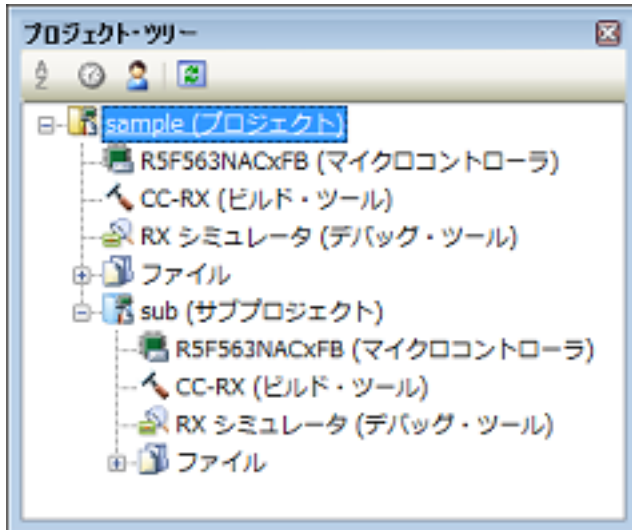 プロジェクト・ツリー
sample (プロジェクト)
R5F563NACxFB (マイクロコントローラ)
CC-RX (ビルド・ツール)
RX シミュレータ (デバッグ・ツール)
ファイル
sub (サブプロジェクト)
R5F563NACxFB (マイクロコントローラ)
CC-RX (ビルド・ツール)
RX シミュレータ (デバッグ・ツール)
ファイル